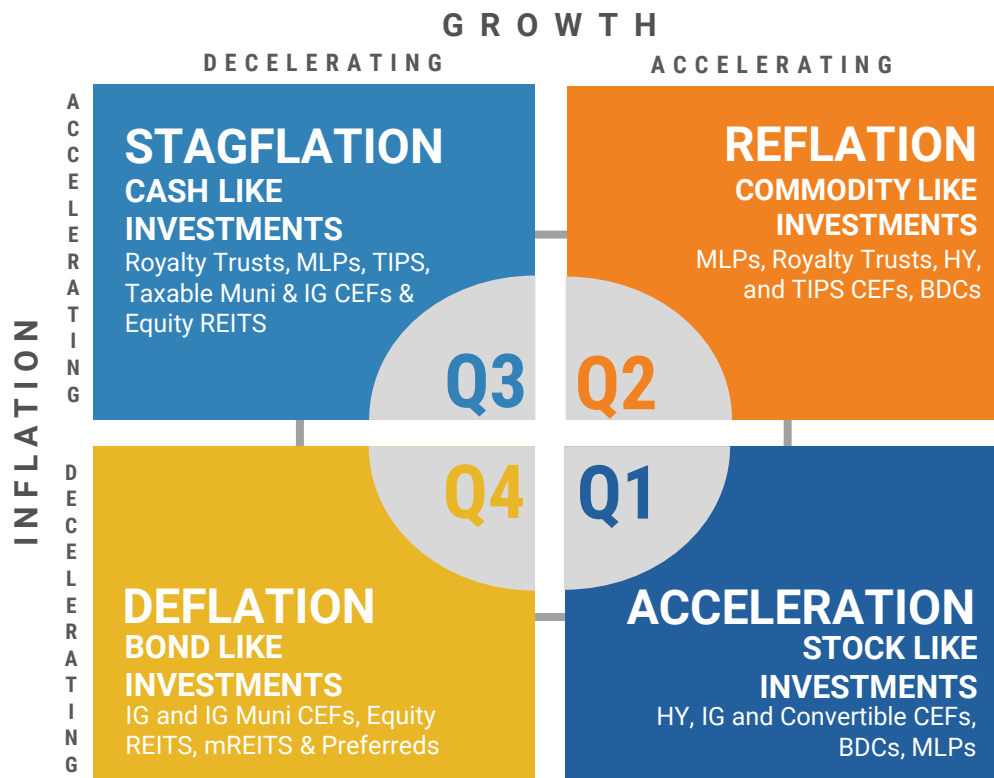 GROWTH
DECELERATING
ACCELERATING
INFLATION
ACCELERATING
STAGFLATION
CASH LIKE
INVESTMENTS
Royalty Trusts, MLPs, TIPS,
Taxable Muni & IG CEFs &
Equity REITS
Q3
REFLATION
COMMODITY LIKE
INVESTMENTS
MLPs, Royalty Trusts, HY,
and TIPS CEFs, BDCs
Q2
DECELERATING
Q4
DEFLATION
BOND LIKE
INVESTMENTS
IG and IG Muni CEFs, Equity
REITS, mREITS & Preferreds
Q1
ACCELERATION
STOCK LIKE
INVESTMENTS
HY, IG and Convertible CEFs,
BDCs, MLPs